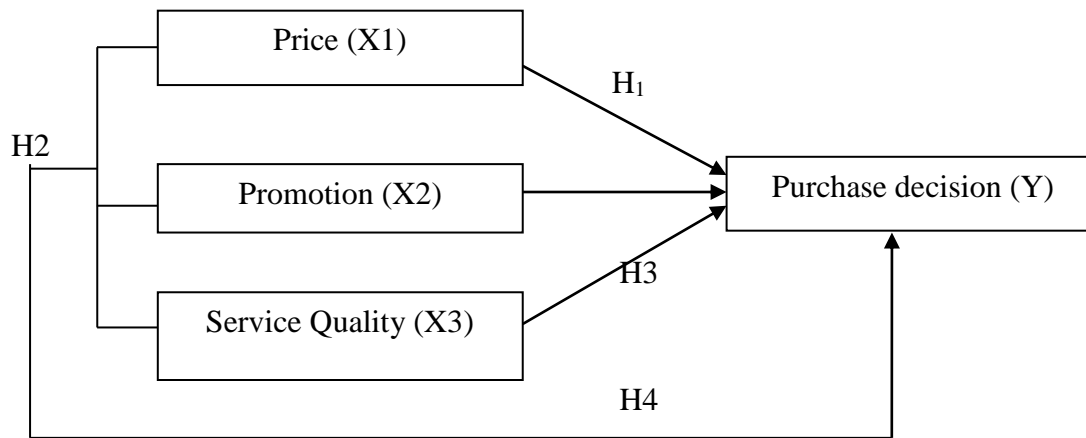 Price (X1)
H₁
H2
Promotion (X2)
Purchase decision (Y)
H3
Service Quality (X3)
H4